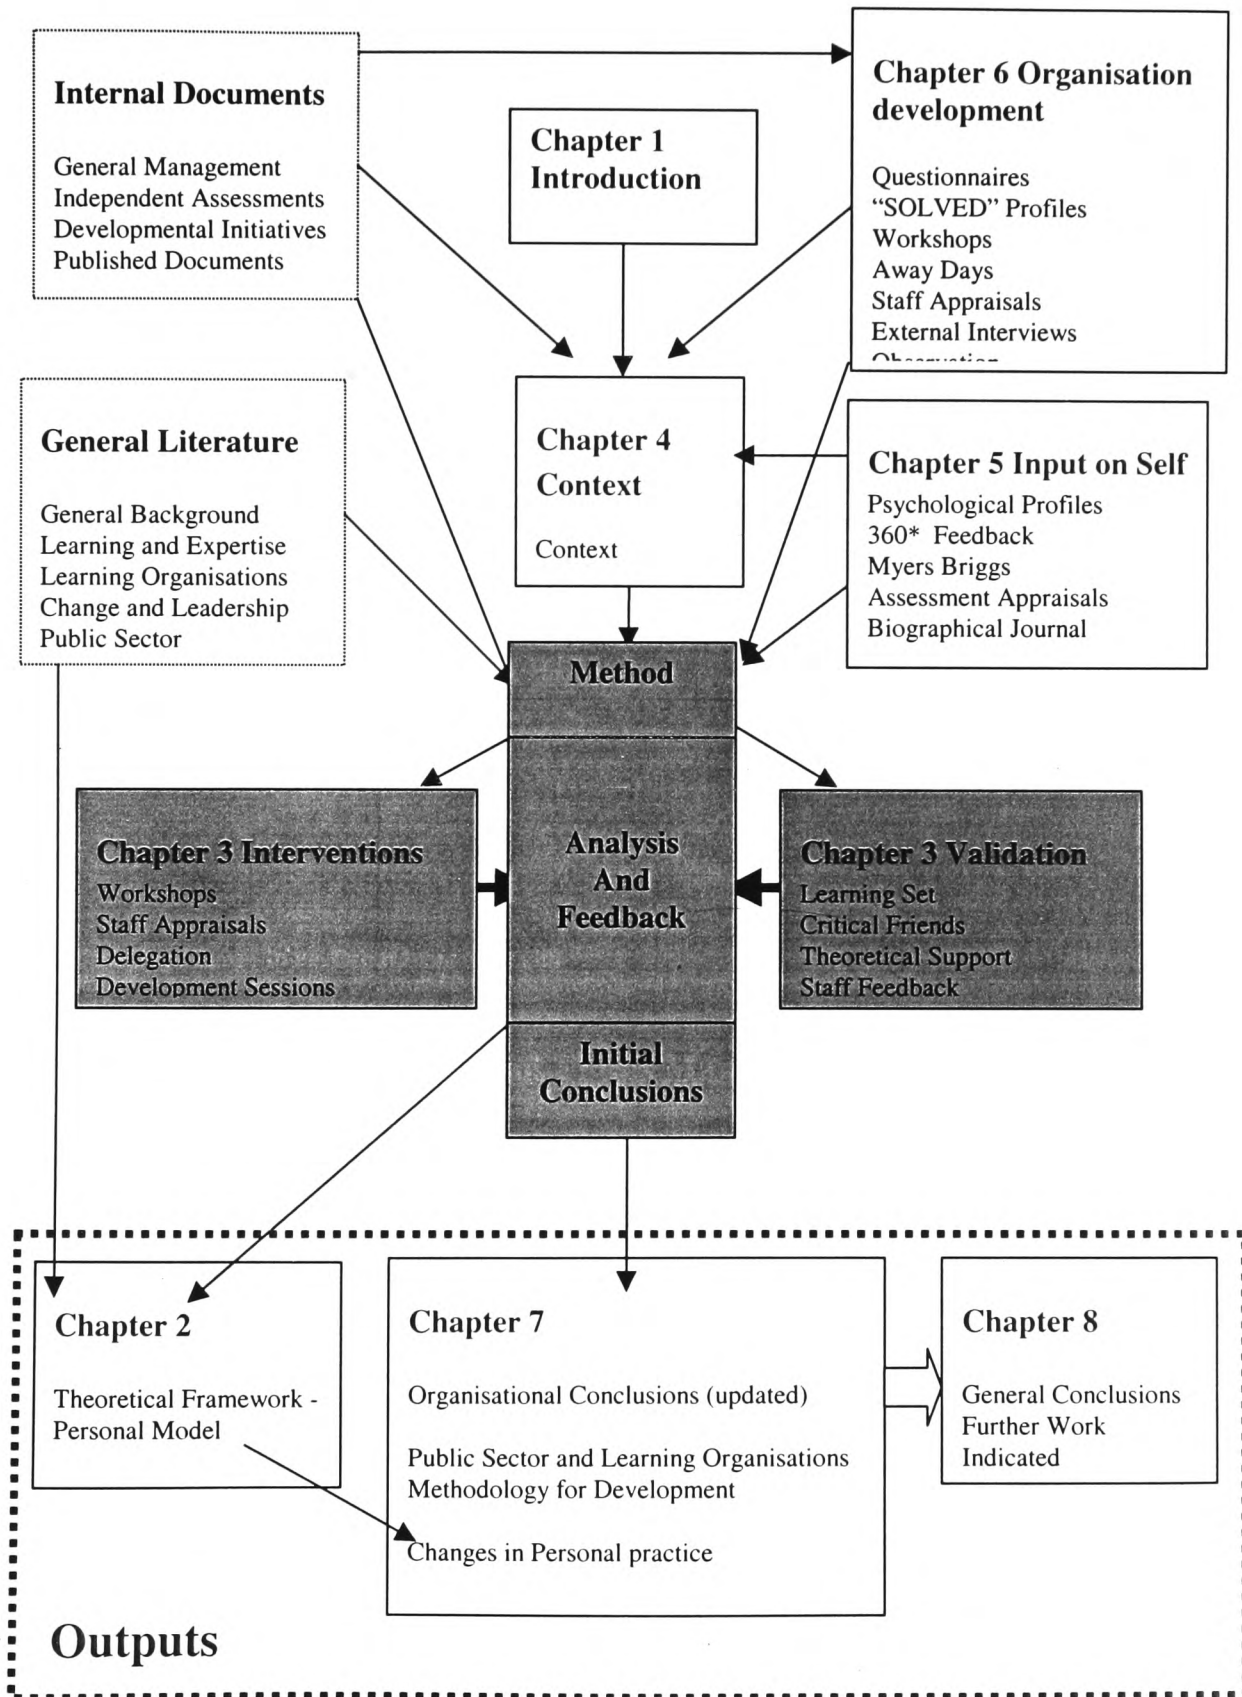 Internal Documents
General Management
Independent Assessments
Developmental Initiatives
Published Documents
Chapter 1
Introduction
Chapter 6 Organisation
development
Questionnaires
“SOLVED” Profiles
Workshops
Away Days
Staff Appraisals
External Interviews
General Literature
General Background
Learning and Expertise
Learning Organisations
Change and Leadership
Public Sector
Chapter 4
Context
Context
Chapter 5 Input on Self
Psychological Profiles
360* Feedback
Myers Briggs
Assessment Appraisals
Biographical Journal
Method
Analysis
And
Feedback
Initial
Conclusions
Chapter 3 Interventions
Workshops
Staff Appraisals
Delegation
Development Sessions
Chapter 3 Validation
Learning Set
Critical Friends
Theoretical Support
Staff Feedback
Chapter 2
Theoretical Framework -
Personal Model
Chapter 7
Organisational Conclusions (updated)
Public Sector and Learning Organisations
Methodology for Development
Changes in Personal practice
Chapter 8
General Conclusions
Further Work
Indicated
Outputs